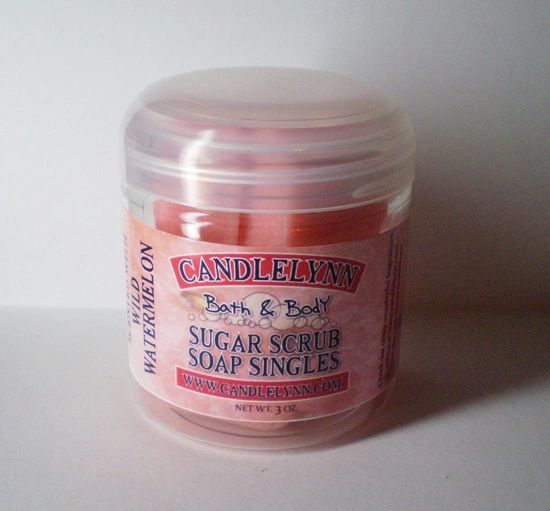 WILD
WATERMELON
CANDLELYNN
Bath & Body
SUGAR SCRUB
SOAP SINGLES
WWW.CANDLELYNN.COM
NET WT. 3 OZ.